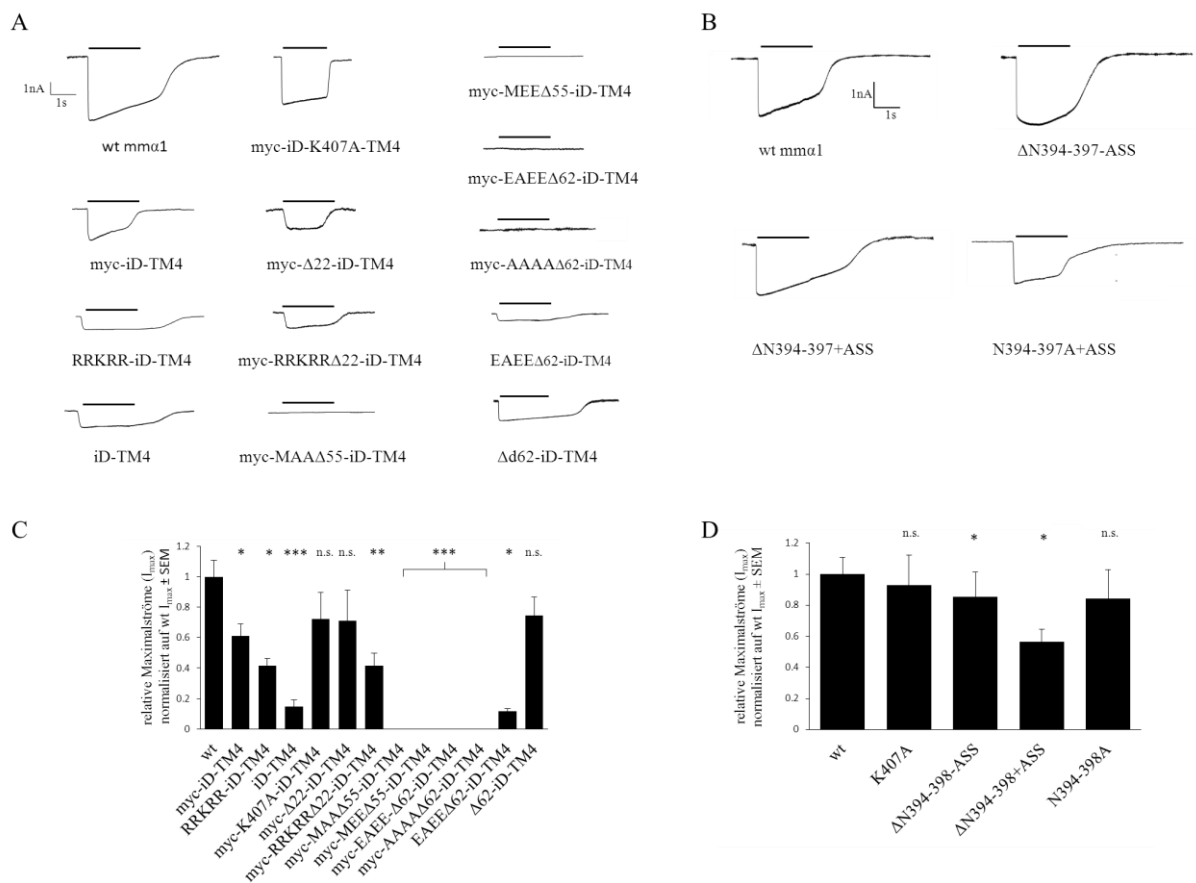 A
B
1nA
1s
wt mmα1
myc-iD-K407A-TM4
myc-MEEΔ55-iD-TM4
myc-EAEEΔ62-iD-TM4
myc-iD-TM4
myc-Δ22-iD-TM4
myc-AAAAΔ62-iD-TM4
RRKRR-iD-TM4
myc-RRKRRΔ22-iD-TM4
EAEEΔ62-iD-TM4
iD-TM4
myc-MAAΔ55-iD-TM4
Δd62-iD-TM4
1nA
1s
wt mmα1
ΔN394-397-ASS
ΔN394-397+ASS
N394-397A+ASS
C
relative Maximalströme (Imax)
normalisiert auf wt Imax ± SEM
1.2
1
0.8
0.6
0.4
0.2
0
*
*
***
n.s.
n.s.
**
***
*
n.s.
wt
myc-iD-TM4
RRKRR-iD-TM4
iD-TM4
myc-K407A-iD-TM4
myc-Δ22-iD-TM4
myc-RRKRRΔ22-iD-TM4
myc-MAAΔ55-iD-TM4
myc-MEEΔ55-iD-TM4
myc-EAEE-Δ62-iD-TM4
myc-AAAAΔ62-iD-TM4
EAEEΔ62-iD-TM4
Δ62-iD-TM4
D
relative Maximalströme (Imax)
normalisiert auf wt Imax ± SEM
1.2
1
0.8
0.6
0.4
0.2
0
n.s.
*
*
n.s.
wt
K407A
ΔN394-398-ASS
ΔN394-398+ASS
N394-398A